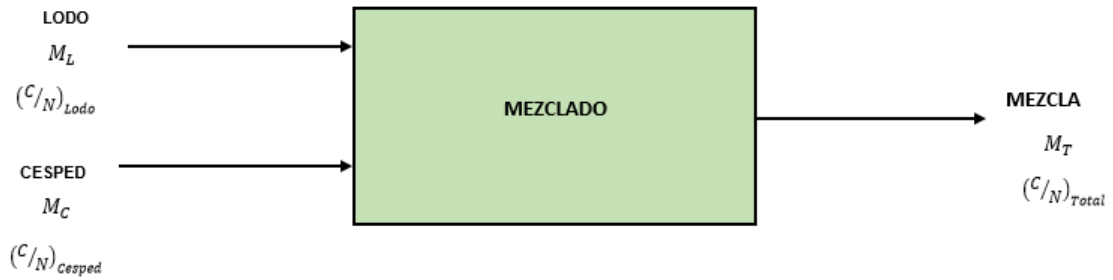 LODO
M_L
(C/N)_Lodo
CESPED
M_C
(C/N)_Cesped
MEZCLADO
MEZCLA
M_T
(C/N)_Total